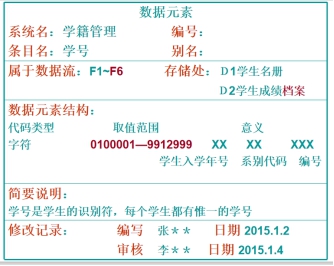 数据元素
系统名：学籍管理 编号：
条目名：学号 别名：
属于数据流：F1~F6 存储处：D1学生名册
D2学生成绩档案
数据元素结构：
代码类型 取值范围 意义
字符 0100001—9912999 XX XX XXX
学生入学年号 系别代码 编号
简要说明：
学号是学生的识别符，每个学生都有惟一的学号
修改记录： 编写 张** 日期 2015.1.2
审核 李** 日期 2015.1.4